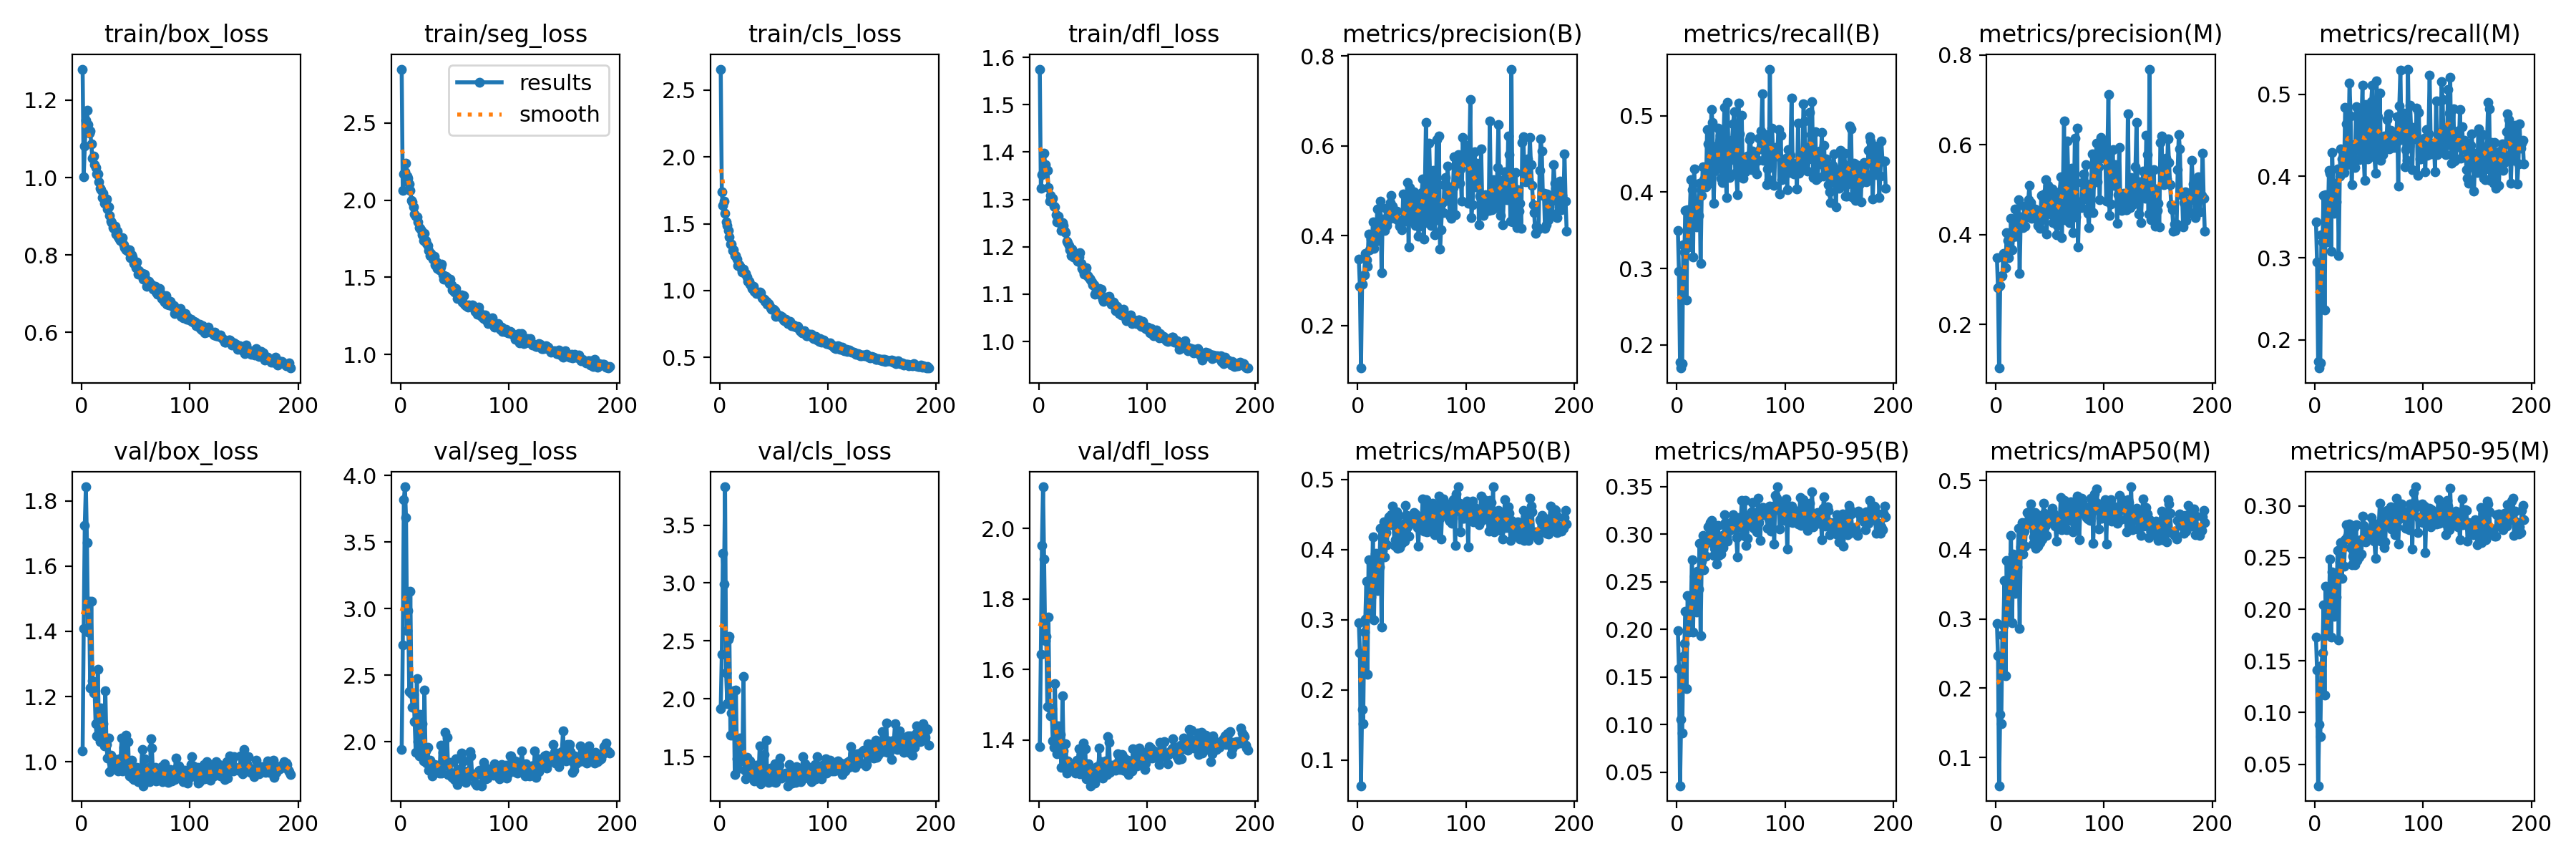 train/box_loss
1.2
1.0
0.8
0.6
0 100 200
train/seg_loss
results
smooth
2.5
2.0
1.5
1.0
0 100 200
train/cls_loss
2.5
2.0
1.5
1.0
0.5
0 100 200
train/dfl_loss
1.6
1.5
1.4
1.3
1.2
1.1
1.0
0 100 200
metrics/precision(B)
0.8
0.6
0.4
0.2
0 100 200
metrics/recall(B)
0.5
0.4
0.3
0.2
0 100 200
metrics/precision(M)
0.8
0.6
0.4
0.2
0 100 200
metrics/recall(M)
0.5
0.4
0.3
0.2
0 100 200
val/box_loss
1.8
1.6
1.4
1.2
1.0
0 100 200
val/seg_loss
4.0
3.5
3.0
2.5
2.0
0 100 200
val/cls_loss
3.5
3.0
2.5
2.0
1.5
0 100 200
val/dfl_loss
2.0
1.8
1.6
1.4
0 100 200
metrics/mAP50(B)
0.5
0.4
0.3
0.2
0.1
0 100 200
metrics/mAP50-95(B)
0.35
0.30
0.25
0.20
0.15
0.10
0.05
0 100 200
metrics/mAP50(M)
0.5
0.4
0.3
0.2
0.1
0 100 200
metrics/mAP50-95(M)
0.30
0.25
0.20
0.15
0.10
0.05
0 100 200